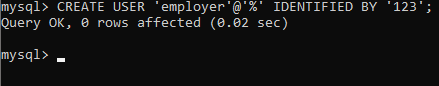 mysql> CREATE USER 'employer'@'%' IDENTIFIED BY '123';
Query OK, 0 rows affected (0.02 sec)
mysql>